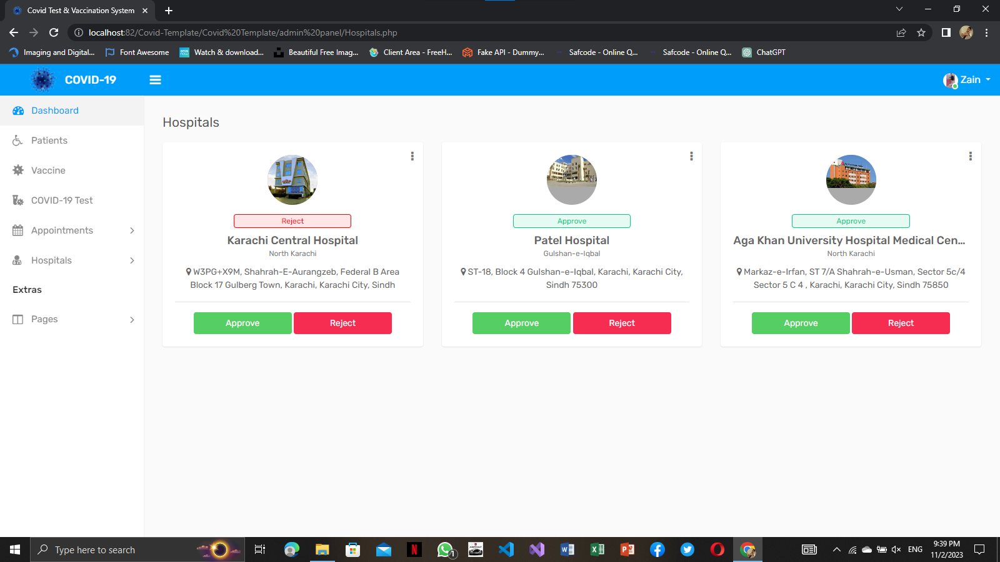 Covid Test & Vaccination System
localhost:82/Covid-Template/Covid%20Template/admin%20panel/Hospitals.php
Imaging and Digital... Font Awesome Watch & download... Beautiful Free Imag... Client Area - FreeH... Fake API - Dummy... Safcode - Online Q... Safcode - Online Q... ChatGPT
COVID-19
Zain
Dashboard
Patients
Vaccine
COVID-19 Test
Appointments
Hospitals
Extras
Pages
Hospitals
Reject
Karachi Central Hospital
North Karachi
W3PG+X9M, Shahrah-E-Aurangzeb, Federal B Area
Block 17 Gulberg Town, Karachi, Karachi City, Sindh
Approve Reject
Approve
Patel Hospital
Gulshan-e-Iqbal
ST-18, Block 4 Gulshan-e-Iqbal, Karachi, Karachi City,
Sindh 75300
Approve Reject
Approve
Aga Khan University Hospital Medical Cen...
North Karachi
Markaz-e-Irfan, ST 7/A Shahrah-e-Usman, Sector 5c/4
Sector 5 C 4 , Karachi, Karachi City, Sindh 75850
Approve Reject
Type here to search
1
ENG
9:39 PM
11/2/2023